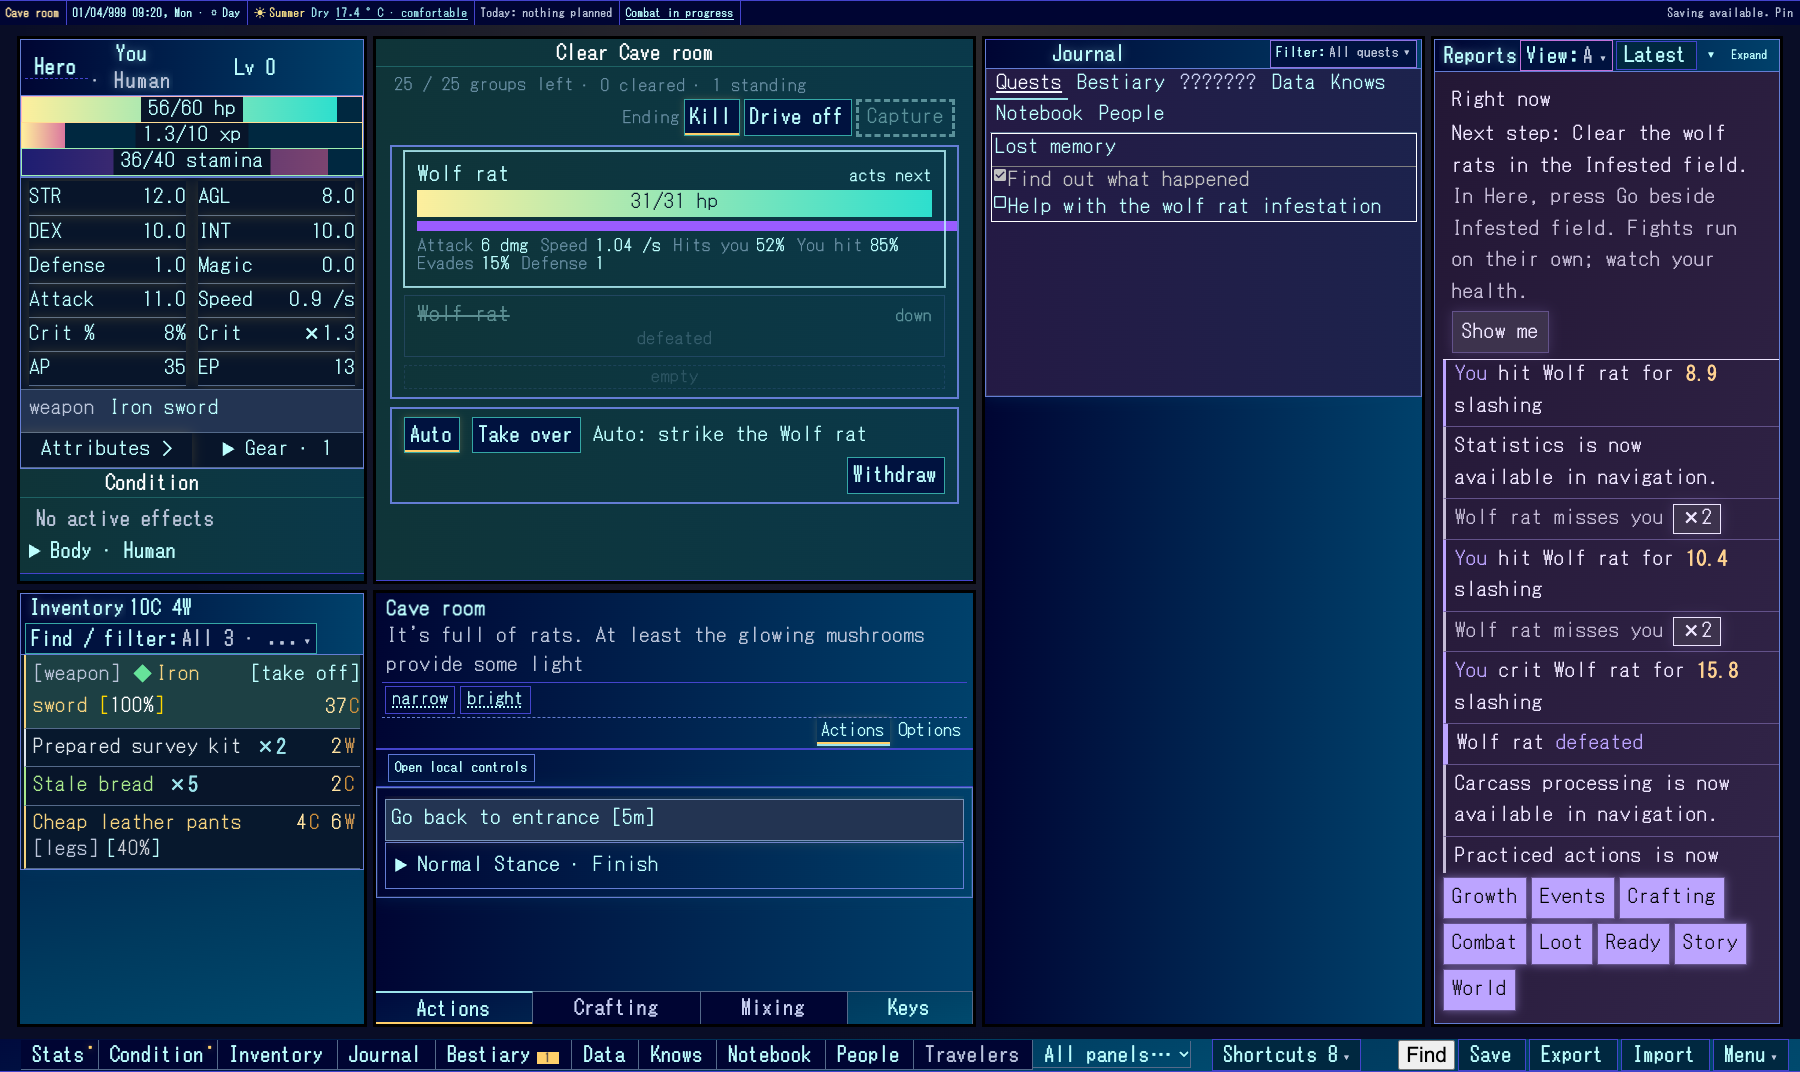 Cave room 01/04/999 09:20, Mon · ☼ Day ☀ Summer Dry 17.4 ° C · comfortable Today: nothing planned Combat in progress Saving available. Pin
Hero · You Human Lv 0
56/60 hp
1.3/10 xp
36/40 stamina
STR 12.0 AGL 8.0
DEX 10.0 INT 10.0
Defense 1.0 Magic 0.0
Attack 11.0 Speed 0.9 /s
Crit % 8% Crit ×1.3
AP 35 EP 13
weapon Iron sword
Attributes > ▶ Gear · 1
Condition
No active effects
▶ Body · Human
Inventory 10C 4W
Find / filter: All 3 · ... ▾
[weapon] ◆ Iron sword [100%] [take off] 37C
Prepared survey kit ×2 2W
Stale bread ×5 2C
Cheap leather pants 4C 6W
[legs] [40%]
Clear Cave room
25 / 25 groups left · 0 cleared · 1 standing
Ending Kill Drive off Capture
Wolf rat acts next
31/31 hp
Attack 6 dmg Speed 1.04 /s Hits you 52% You hit 85%
Evades 15% Defense 1
Wolf rat down
defeated
empty
Auto Take over Auto: strike the Wolf rat
Withdraw
Cave room
It's full of rats. At least the glowing mushrooms
provide some light
narrow bright
Actions Options
Open local controls
Go back to entrance [5m]
▶ Normal Stance · Finish
Actions Crafting Mixing Keys
Journal Filter: All quests ▾
Quests Bestiary ??????? Data Knows
Notebook People
Lost memory
Find out what happened
Help with the wolf rat infestation
Reports View: A ▾ Latest ▾ Expand
Right now
Next step: Clear the wolf
rats in the Infested field.
In Here, press Go beside
Infested field. Fights run
on their own; watch your
health.
Show me
You hit Wolf rat for 8.9
slashing
Statistics is now
available in navigation.
Wolf rat misses you ×2
You hit Wolf rat for 10.4
slashing
Wolf rat misses you ×2
You crit Wolf rat for 15.8
slashing
Wolf rat defeated
Carcass processing is now
available in navigation.
Practiced actions is now
Growth Events Crafting
Combat Loot Ready Story
World
Stats Condition Inventory Journal Bestiary 1 Data Knows Notebook People Travelers All panels… Shortcuts 8 ▾ Find Save Export Import Menu ▾